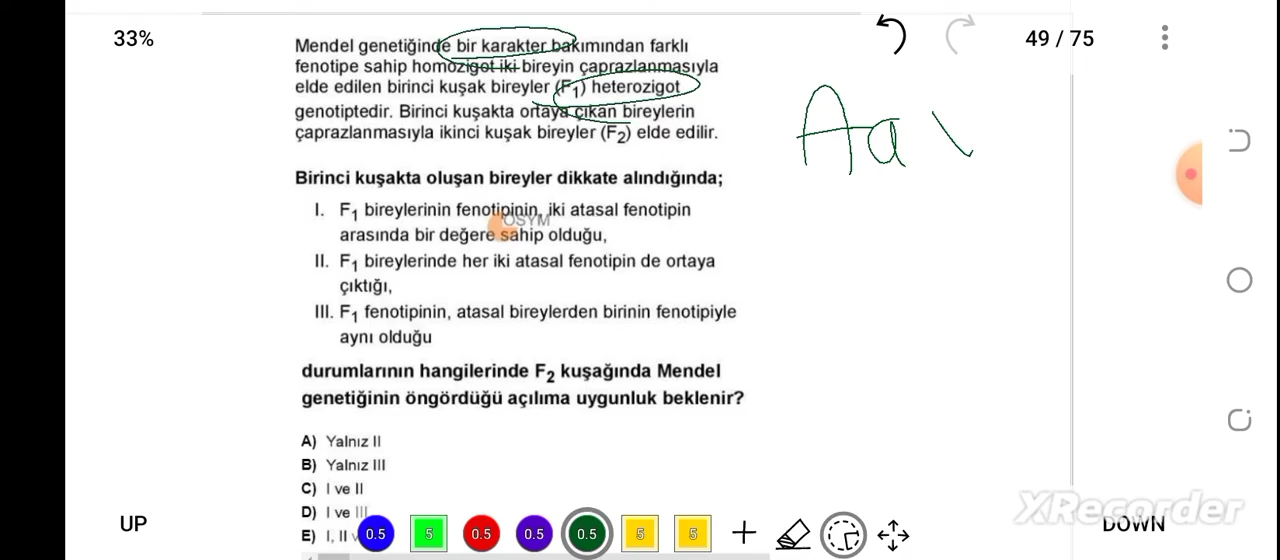 33%
49 / 75
Mendel genetiğinde bir karakter bakımından farklı
fenotipe sahip homozigot iki bireyin çaprazlanmasıyla
elde edilen birinci kuşak bireyler (F1) heterozigot
genotiptedir. Birinci kuşakta ortaya çıkan bireylerin
çaprazlanmasıyla ikinci kuşak bireyler (F2) elde edilir.
Aa
Birinci kuşakta oluşan bireyler dikkate alındığında;
I. F1 bireylerinin fenotipinin, iki atasal fenotipin
ÖSYM
arasında bir değere sahip olduğu,
II. F1 bireylerinde her iki atasal fenotipin de ortaya
çıktığı,
III. F1 fenotipinin, atasal bireylerden birinin fenotipiyle
aynı olduğu
durumlarının hangilerinde F2 kuşağında Mendel
genetiğinin öngördüğü açılıma uygunluk beklenir?
A) Yalnız II
B) Yalnız III
C) I ve II
D) I ve III
E) I, II
UP
0.5 5 0.5 0.5 0.5 5 5
XRecorder
DOWN